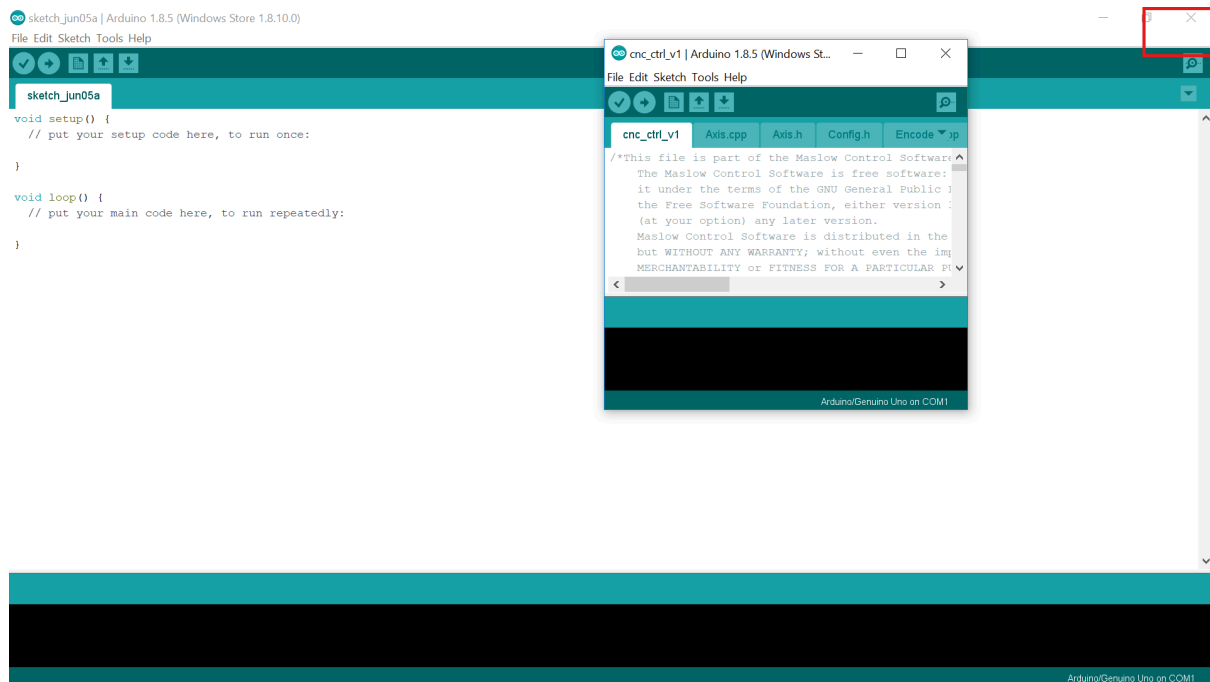 sketch_jun05a | Arduino 1.8.5 (Windows Store 1.8.10.0)
File Edit Sketch Tools Help
sketch_jun05a
void setup() {
// put your setup code here, to run once:
}
void loop() {
// put your main code here, to run repeatedly:
}
cnc_ctrl_v1 | Arduino 1.8.5 (Windows St...
File Edit Sketch Tools Help
cnc_ctrl_v1 Axis.cpp Axis.h Config.h Encode
/*This file is part of the Maslow Control Software
The Maslow Control Software is free software:
it under the terms of the GNU General Public
the Free Software Foundation, either version
(at your option) any later version.
Maslow Control Software is distributed in the
but WITHOUT ANY WARRANTY; without even the
MERCHANTABILITY or FITNESS FOR A PARTICULAR
Arduino/Genuino Uno on COM1
Arduino/Genuino Uno on COM1